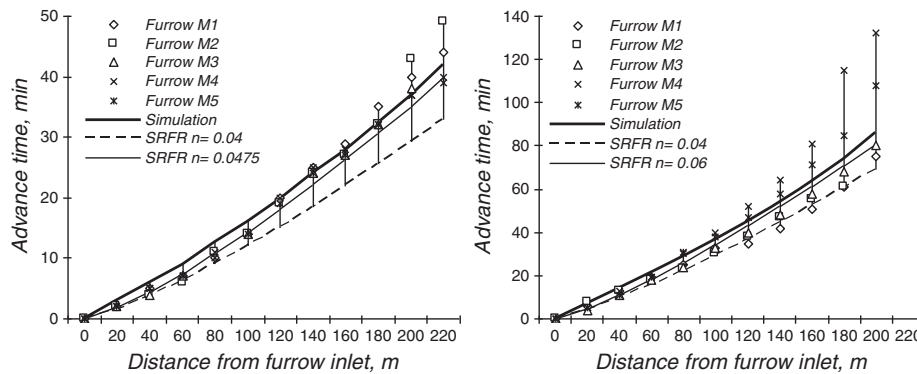 50
40
30
20
10
0
Advance time, min
Furrow M1
Furrow M2
Furrow M3
Furrow M4
Furrow M5
Simulation
SRFR n= 0.04
SRFR n= 0.0475
0 20 40 60 80 100 120 140 160 180 200 220
Distance from furrow inlet, m
140
120
100
80
60
40
20
0
Advance time, min
Furrow M1
Furrow M2
Furrow M3
Furrow M4
Furrow M5
Simulation
SRFR n= 0.04
SRFR n= 0.06
0 20 40 60 80 100 120 140 160 180 200 220
Distance from furrow inlet, m